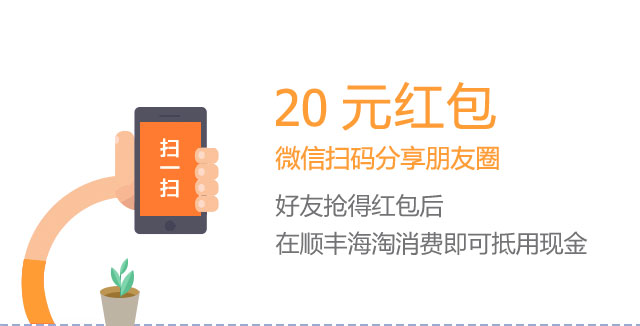 扫一扫
20 元红包
微信扫码分享朋友圈
好友抢得红包后
在顺丰海淘消费即可抵用现金